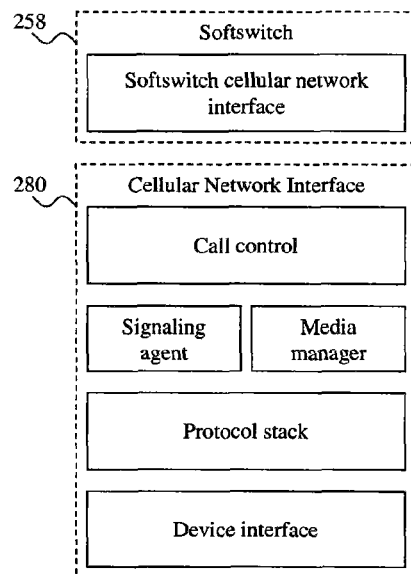 258
Softswitch
Softswitch cellular network
interface
280
Cellular Network Interface
Call control
Signaling
agent
Media
manager
Protocol stack
Device interface